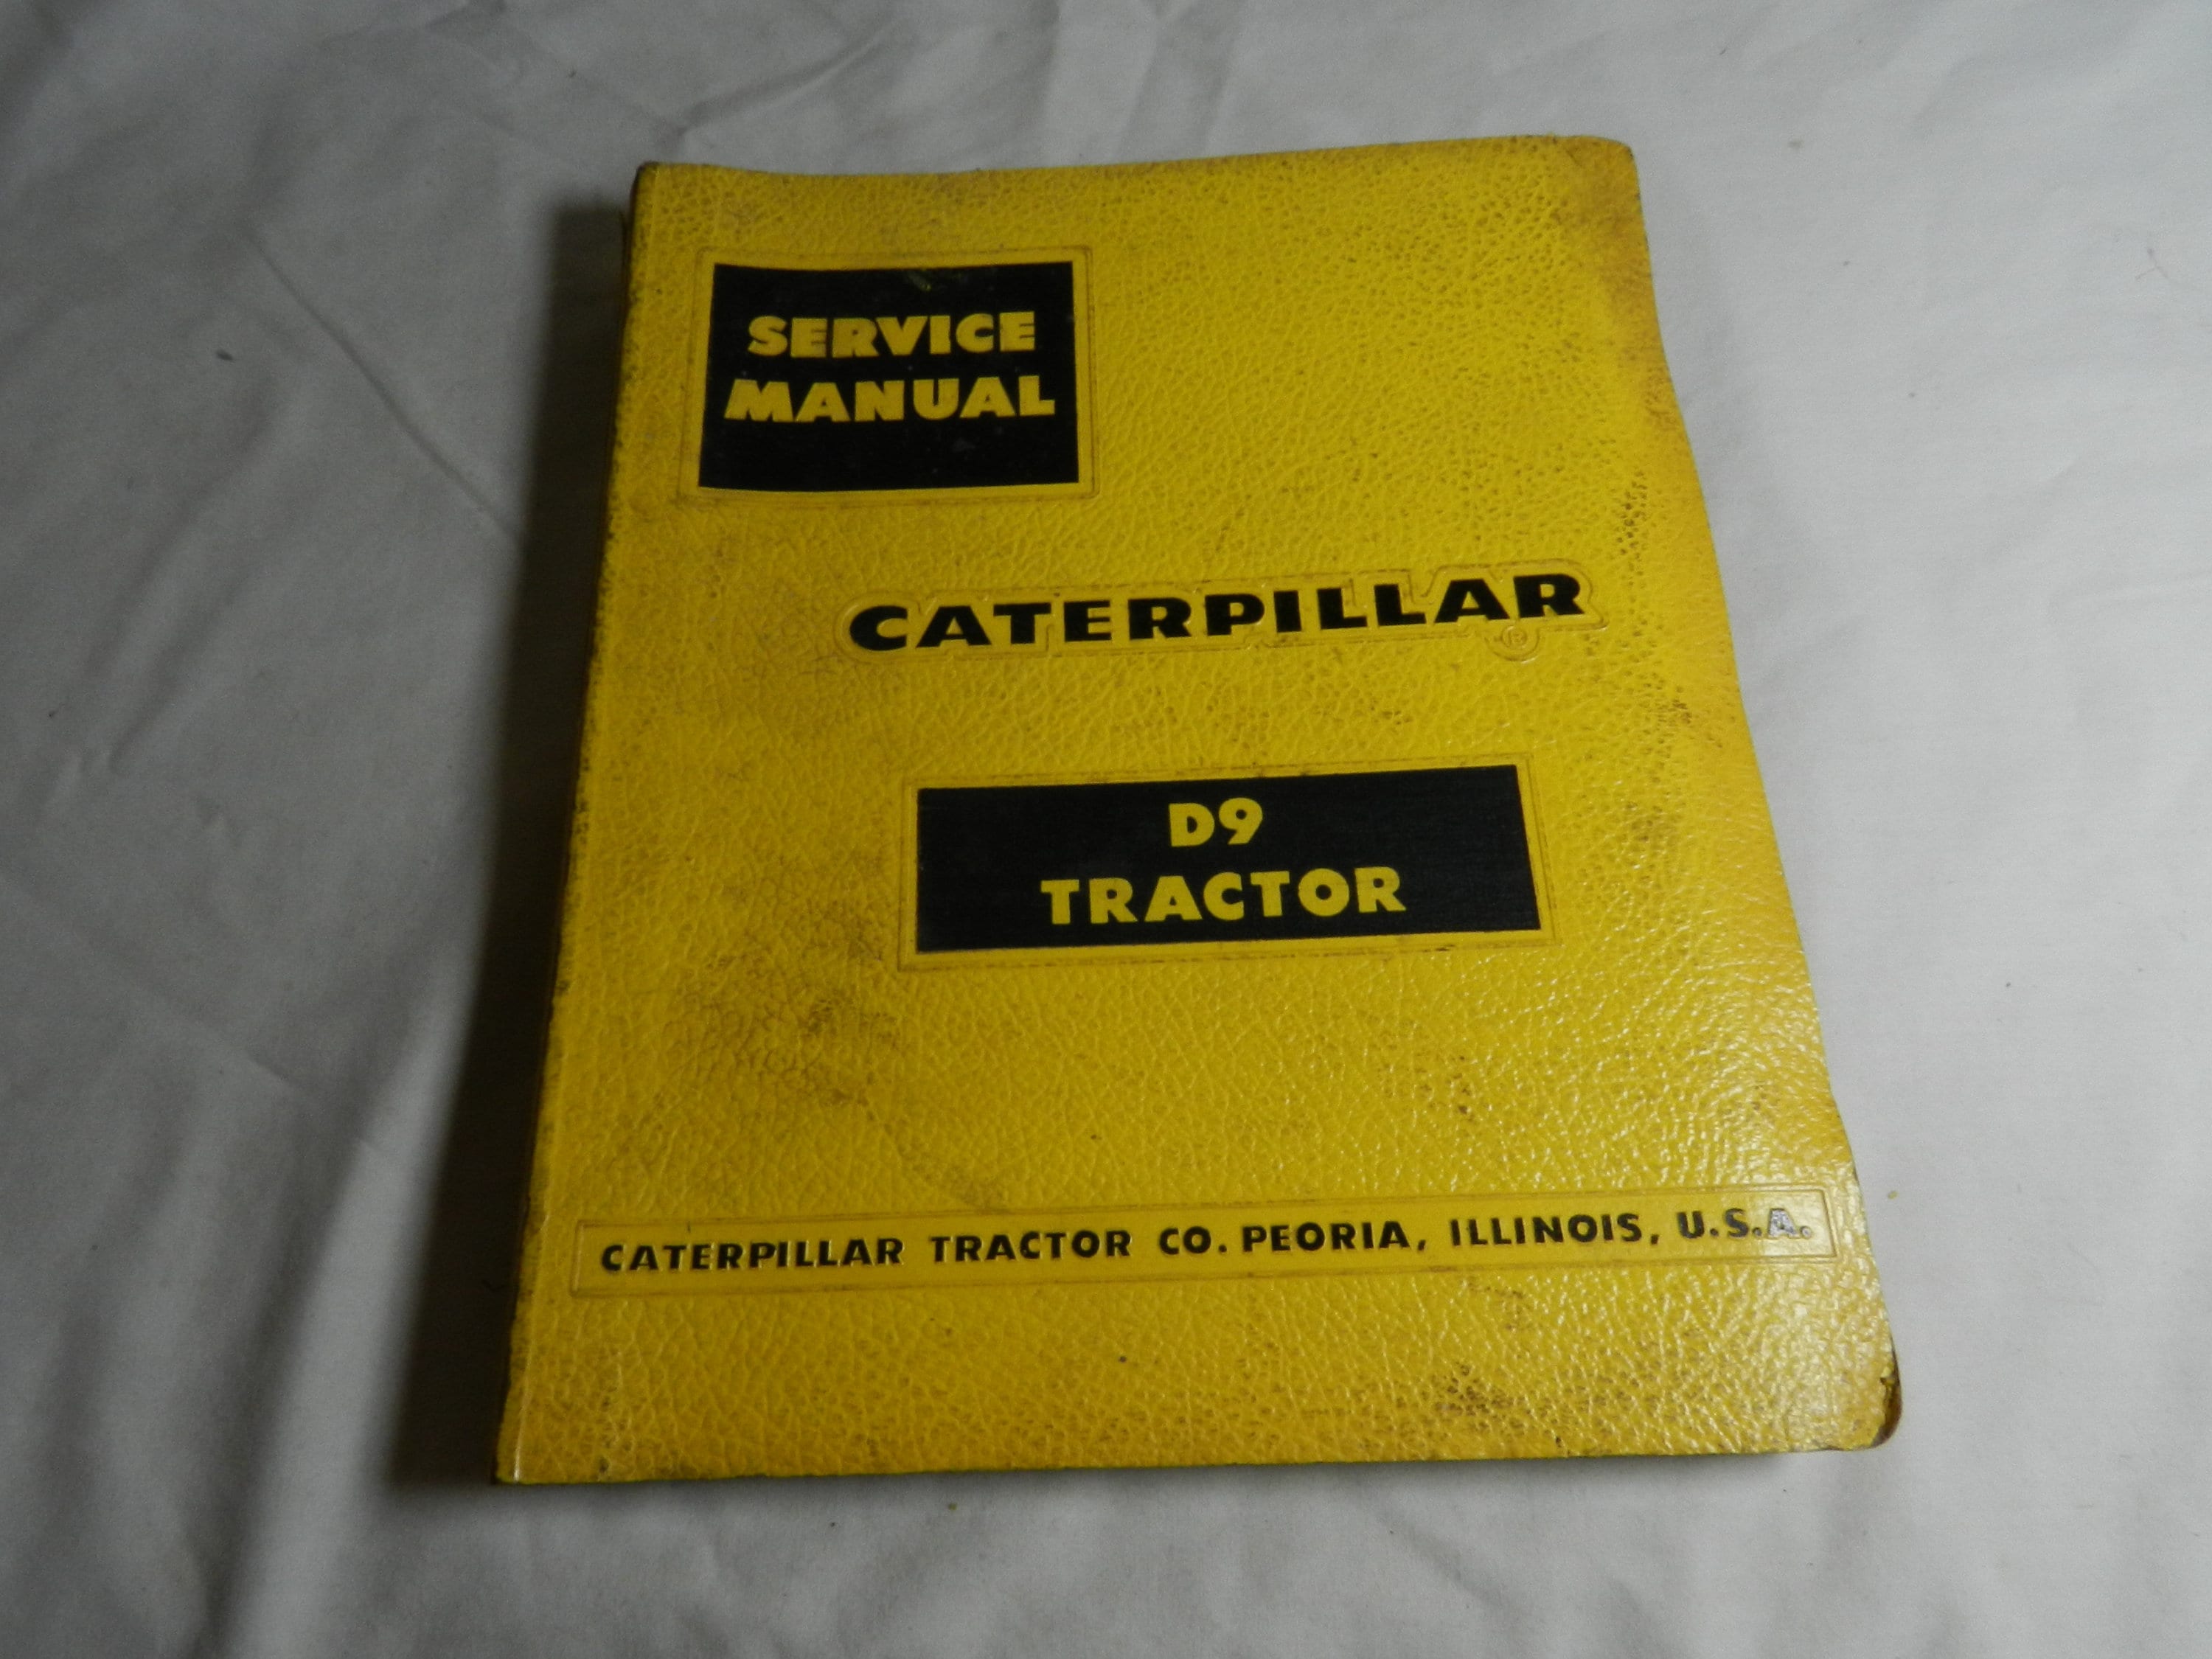 SERVICE
MANUAL
CATERPILLAR
®
D9
TRACTOR
CATERPILLAR TRACTOR CO. PEORIA, ILLINOIS, U.S.A.